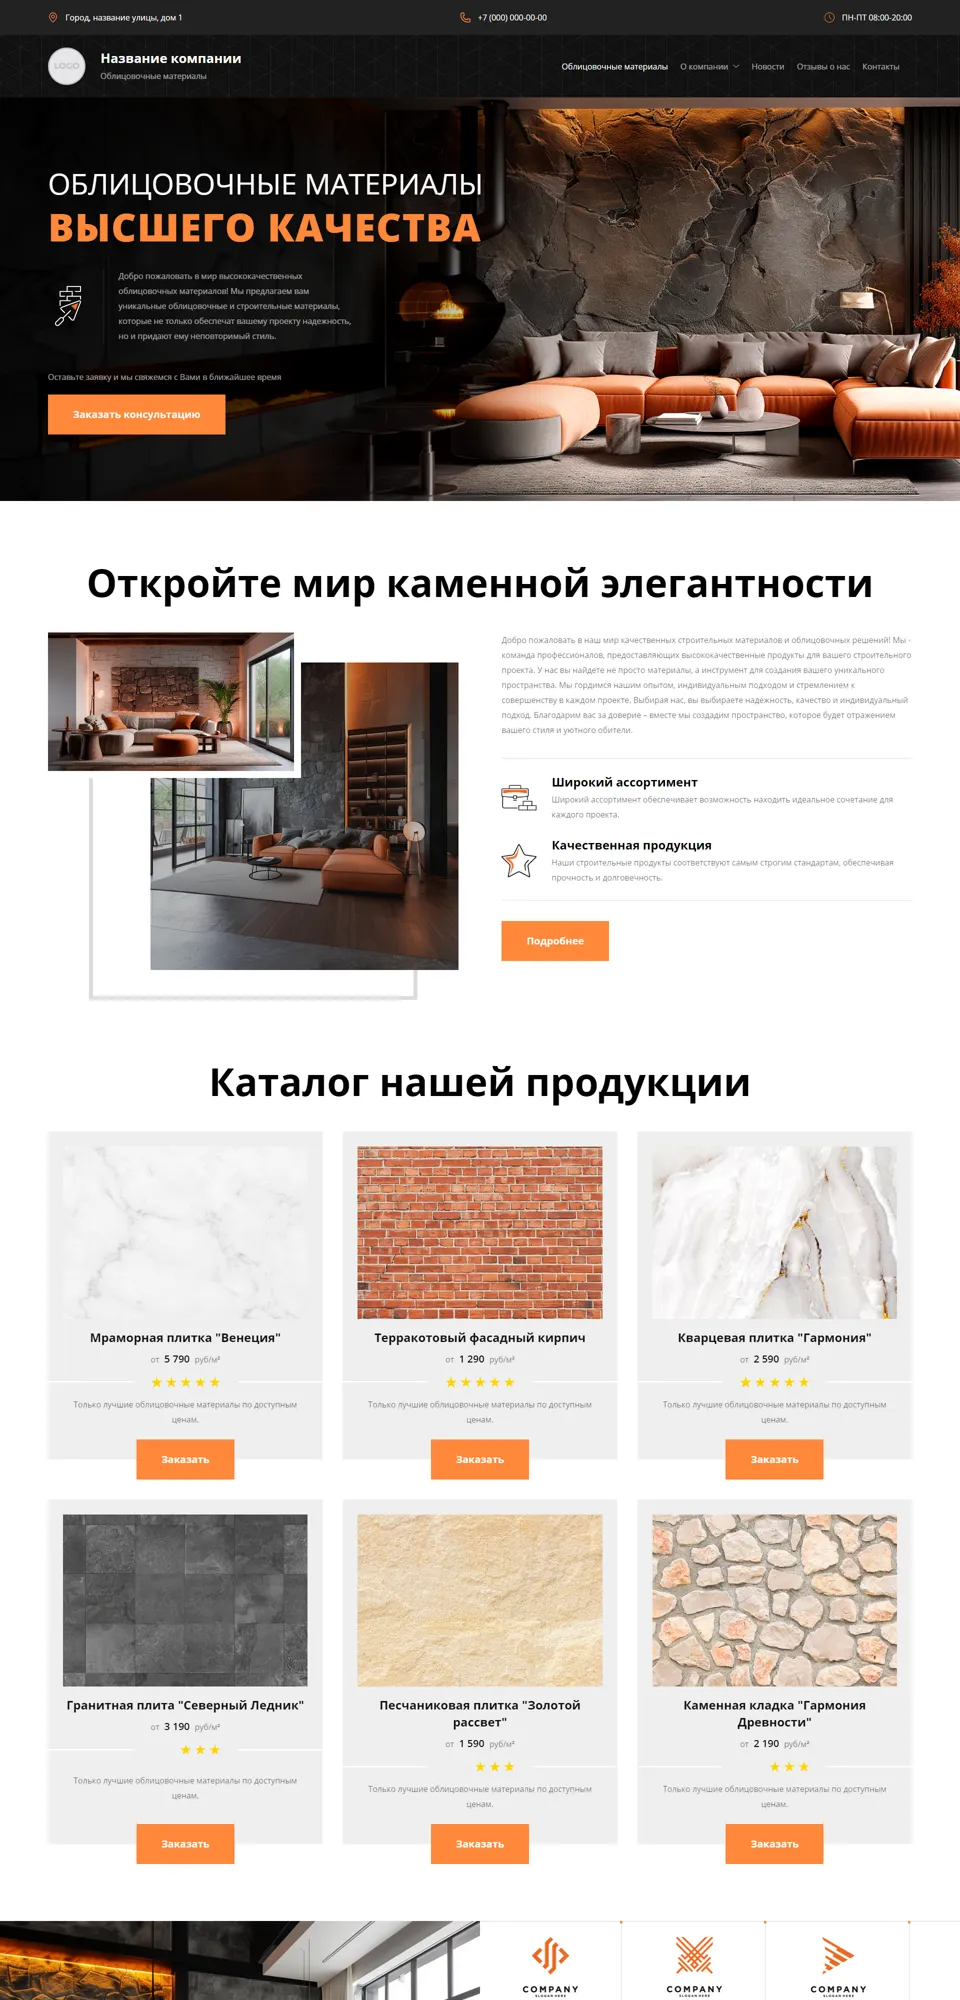 Город, название улицы, дом 1
+7 (000) 000-00-00
ПН-ПТ 08:00-20:00
LOGO
Название компании
Облицовочные материалы
Облицовочные материалы
О компании
Новости
Отзывы о нас
Контакты
ОБЛИЦОВОЧНЫЕ МАТЕРИАЛЫ
ВЫСШЕГО КАЧЕСТВА
Добро пожаловать в мир высококачественных
облицовочных материалов! Мы предлагаем вам
уникальные облицовочные и строительные материалы,
которые не только обеспечат вашему проекту надежность,
но и придают ему неповторимый стиль.
Оставьте заявку и мы свяжемся с Вами в ближайшее время
Заказать консультацию
Откройте мир каменной элегантности
Добро пожаловать в наш мир качественных строительных материалов и облицовочных решений! Мы -
команда профессионалов, предоставляющих высококачественные продукты для вашего строительного
проекта. У нас вы найдете не просто материалы, а инструмент для создания вашего уникального
пространства. Мы гордимся нашим опытом, индивидуальным подходом и стремлением к
совершенству в каждом проекте. Выбирая нас, вы выбираете надежность, качество и индивидуальный
подход. Благодарим вас за доверие – вместе мы создадим пространство, которое будет отражением
вашего стиля и уютного обители.
Широкий ассортимент
Широкий ассортимент обеспечивает возможность находить идеальное сочетание для
каждого проекта.
Качественная продукция
Наши строительные продукты соответствуют самым строгим стандартам, обеспечивая
прочность и долговечность.
Подробнее
Каталог нашей продукции
Мраморная плитка "Венеция"
от 5 790 руб/м²
Только лучшие облицовочные материалы по доступным
ценам.
Заказать
Терракотовый фасадный кирпич
от 1 290 руб/м²
Только лучшие облицовочные материалы по доступным
ценам.
Заказать
Кварцевая плитка "Гармония"
от 2 590 руб/м²
Только лучшие облицовочные материалы по доступным
ценам.
Заказать
Гранитная плита "Северный Ледник"
от 3 190 руб/м²
Только лучшие облицовочные материалы по доступным
ценам.
Заказать
Песчаниковая плитка "Золотой
рассвет"
от 1 590 руб/м²
Только лучшие облицовочные материалы по доступным
ценам.
Заказать
Каменная кладка "Гармония
Древности"
от 2 190 руб/м²
Только лучшие облицовочные материалы по доступным
ценам.
Заказать
COMPANY
SLOGAN HERE
COMPANY
SLOGAN HERE
COMPANY
SLOGAN HERE